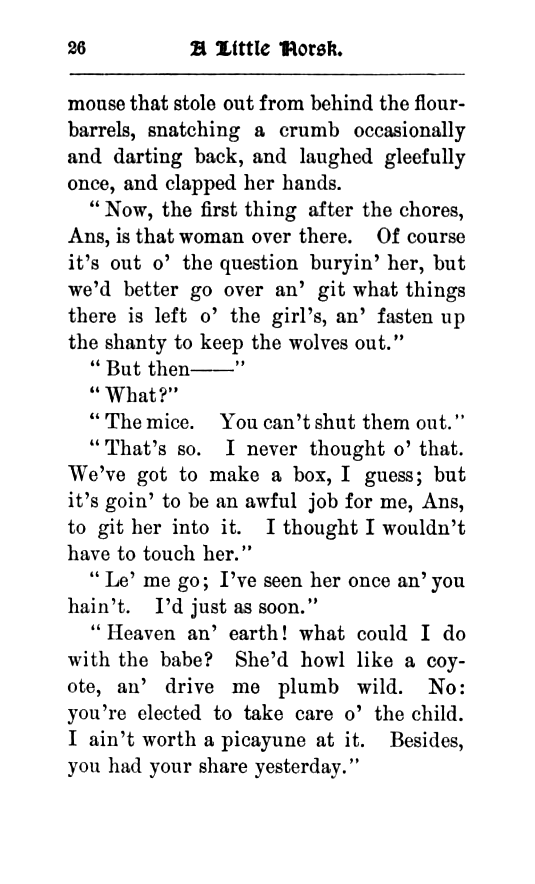 26 A Little Norsk.
mouse that stole out from behind the flour-
barrels, snatching a crumb occasionally
and darting back, and laughed gleefully
once, and clapped her hands.
“Now, the first thing after the chores,
Ans, is that woman over there. Of course
it’s out o’ the question buryin’ her, but
we’d better go over an’ git what things
there is left o’ the girl’s, an’ fasten up
the shanty to keep the wolves out.”
“But then——”
“What?”
“The mice. You can’t shut them out.”
“That’s so. I never thought o’ that.
We’ve got to make a box, I guess; but
it’s goin’ to be an awful job for me, Ans,
to git her into it. I thought I wouldn’t
have to touch her.”
“Le’ me go; I’ve seen her once an’ you
hain’t. I’d just as soon.”
“Heaven an’ earth! what could I do
with the babe? She’d howl like a coy-
ote, an’ drive me plumb wild. No:
you’re elected to take care o’ the child.
I ain’t worth a picayune at it. Besides,
you had your share yesterday.”